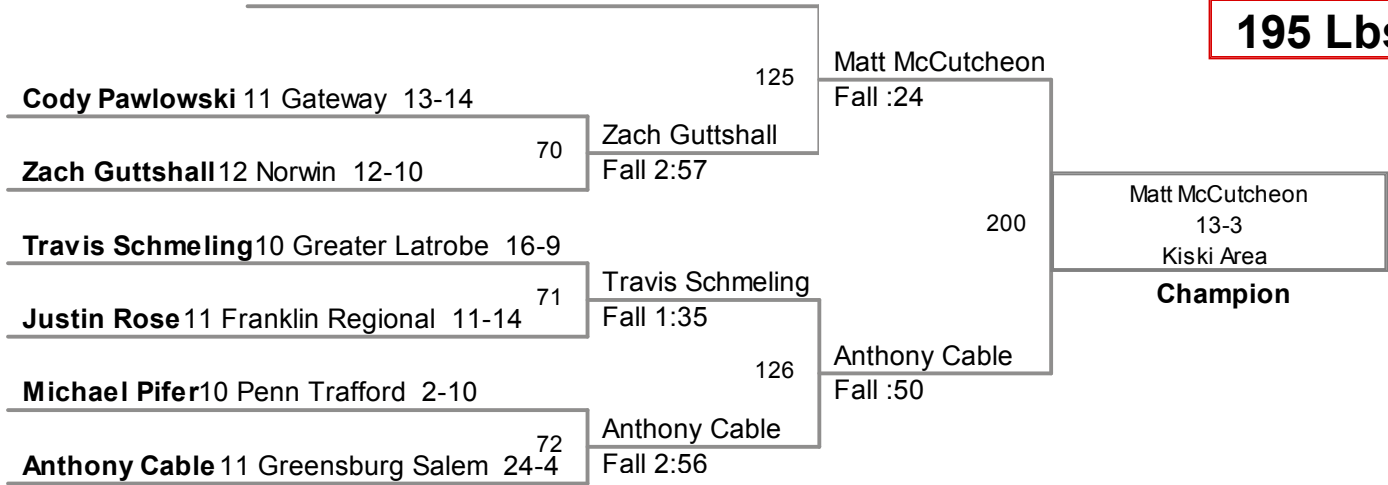 195 Lbs
Matt McCutcheon
125
Fall :24
Cody Pawlowski 11 Gateway 13-14
Zach Guttshall
70
Zach Guttshall 12 Norwin 12-10
Fall 2:57
Matt McCutcheon
200
13-3
Travis Schmeling 10 Greater Latrobe 16-9
Kiski Area
Travis Schmeling
Champion
71
Justin Rose 11 Franklin Regional 11-14
Fall 1:35
Anthony Cable
126
Michael Pifer 10 Penn Trafford 2-10
Fall :50
Anthony Cable
72
Anthony Cable 11 Greensburg Salem 24-4
Fall 2:56